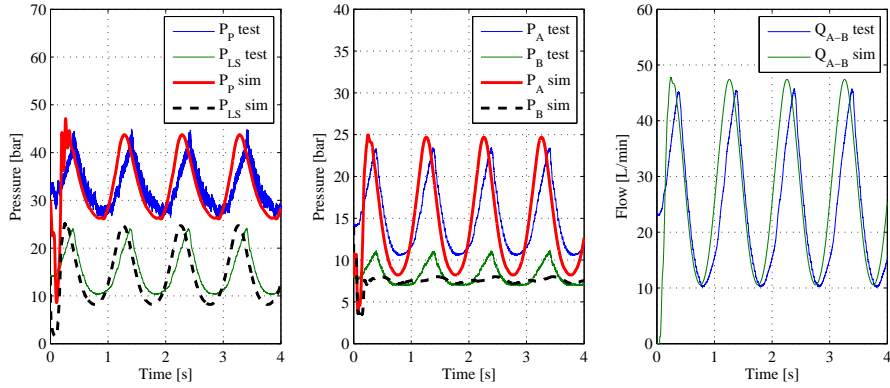 Pressure [bar]
70
60
50
40
30
20
10
0
0
1
2
3
4
Time [s]
P_P test
P_LS test
P_P sim
P_LS sim
Pressure [bar]
40
35
30
25
20
15
10
5
0
0
1
2
3
4
Time [s]
P_A test
P_B test
P_A sim
P_B sim
Flow [L/min]
60
50
40
30
20
10
0
0
1
2
3
4
Time [s]
Q_A−B test
Q_A−B sim